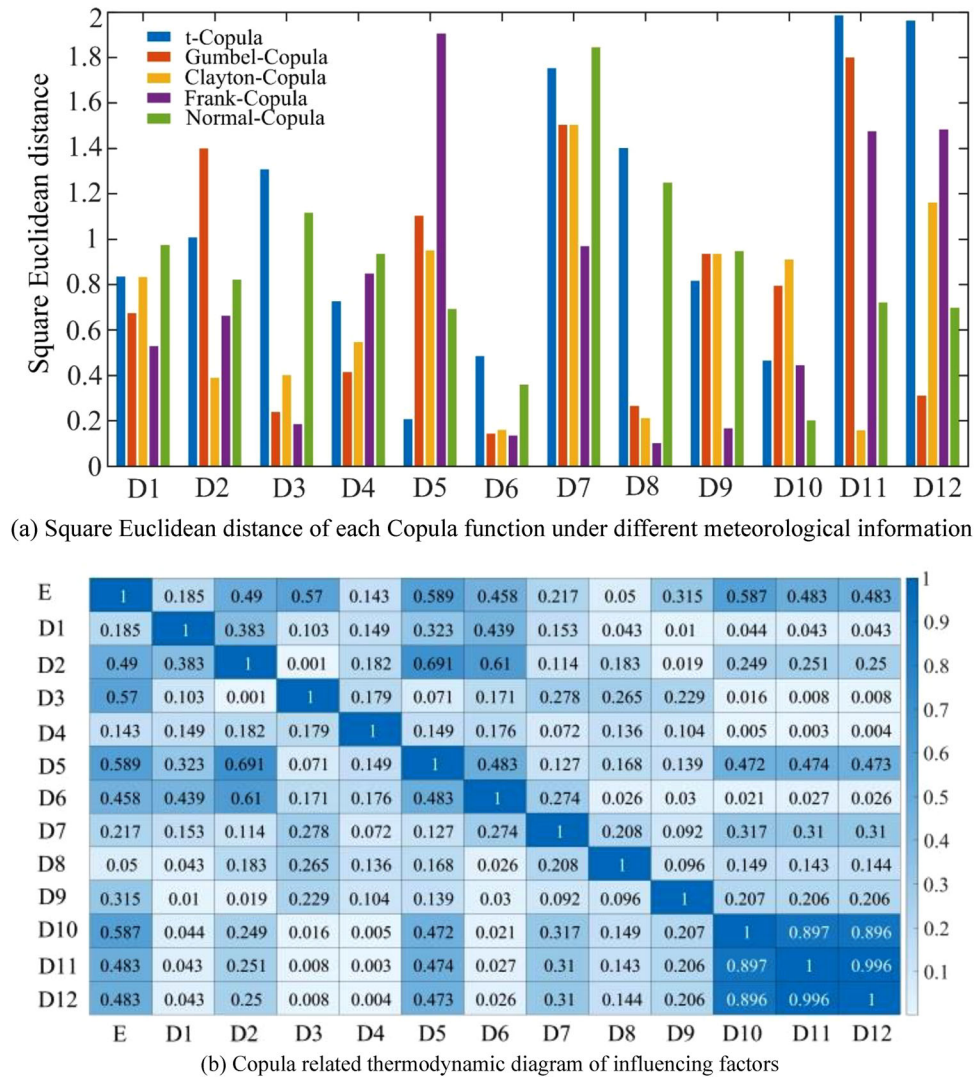 2
1.8
1.6
1.4
1.2
1
0.8
0.6
0.4
0.2
0
Square Euclidean distance
t-Copula
Gumbel-Copula
Clayton-Copula
Frank-Copula
Normal-Copula
D1 D2 D3 D4 D5 D6 D7 D8 D9 D10 D11 D12
(a) Square Euclidean distance of each Copula function under different meteorological information
E 1 0.185 0.49 0.57 0.143 0.589 0.458 0.217 0.05 0.315 0.587 0.483 0.483
D1 0.185 1 0.383 0.103 0.149 0.323 0.439 0.153 0.043 0.01 0.044 0.043 0.043
D2 0.49 0.383 1 0.001 0.182 0.691 0.61 0.114 0.183 0.019 0.249 0.251 0.25
D3 0.57 0.103 0.001 1 0.179 0.071 0.171 0.278 0.265 0.229 0.016 0.008 0.008
D4 0.143 0.149 0.182 0.179 1 0.149 0.176 0.072 0.136 0.104 0.005 0.003 0.004
D5 0.589 0.323 0.691 0.071 0.149 1 0.483 0.127 0.168 0.139 0.472 0.474 0.473
D6 0.458 0.439 0.61 0.171 0.176 0.483 1 0.274 0.026 0.03 0.021 0.027 0.026
D7 0.217 0.153 0.114 0.278 0.072 0.127 0.274 1 0.208 0.092 0.317 0.31 0.31
D8 0.05 0.043 0.183 0.265 0.136 0.168 0.026 0.208 1 0.096 0.149 0.143 0.144
D9 0.315 0.01 0.019 0.229 0.104 0.139 0.03 0.092 0.096 1 0.207 0.206 0.206
D10 0.587 0.044 0.249 0.016 0.005 0.472 0.021 0.317 0.149 0.207 1 0.897 0.896
D11 0.483 0.043 0.251 0.008 0.003 0.474 0.027 0.31 0.143 0.206 0.897 1 0.996
D12 0.483 0.043 0.25 0.008 0.004 0.473 0.026 0.31 0.144 0.206 0.896 0.996 1
E D1 D2 D3 D4 D5 D6 D7 D8 D9 D10 D11 D12
1
0.9
0.8
0.7
0.6
0.5
0.4
0.3
0.2
0.1
(b) Copula related thermodynamic diagram of influencing factors